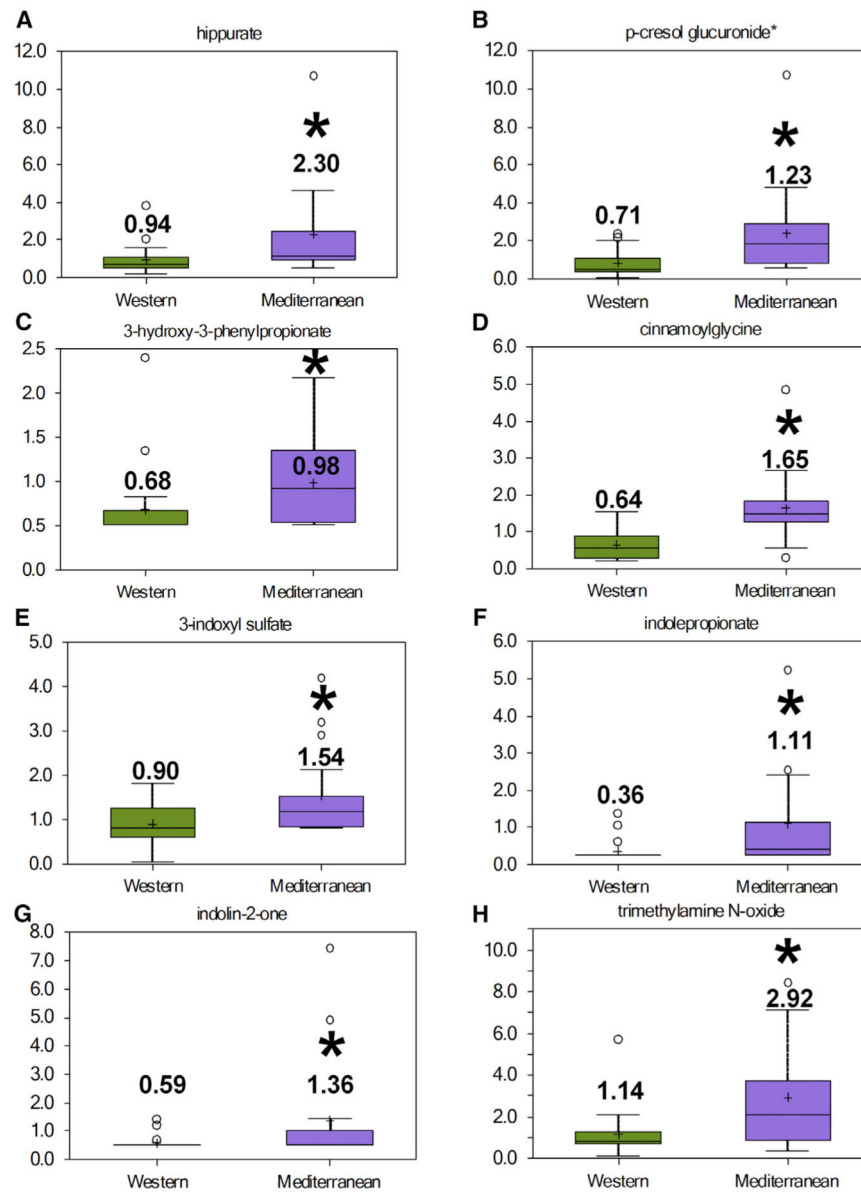 A
hippurate
12.0
10.0
8.0
6.0
4.0
2.0
0.0
*
0.94
2.30
Western
Mediterranean
B
p-cresol glucuronide*
12.0
10.0
8.0
6.0
4.0
2.0
0.0
*
0.71
1.23
Western
Mediterranean
C
3-hydroxy-3-phenylpropionate
2.5
2.0
1.5
1.0
0.5
0.0
*
0.68
0.98
Western
Mediterranean
D
cinnamoylglycine
6.0
5.0
4.0
3.0
2.0
1.0
0.0
*
0.64
1.65
Western
Mediterranean
E
3-indoxyl sulfate
5.0
4.0
3.0
2.0
1.0
0.0
*
0.90
1.54
Western
Mediterranean
F
indolepropionate
6.0
5.0
4.0
3.0
2.0
1.0
0.0
*
0.36
1.11
Western
Mediterranean
G
indolin-2-one
8.0
7.0
6.0
5.0
4.0
3.0
2.0
1.0
0.0
*
0.59
1.36
Western
Mediterranean
H
trimethylamine N-oxide
10.0
8.0
6.0
4.0
2.0
0.0
*
1.14
2.92
Western
Mediterranean